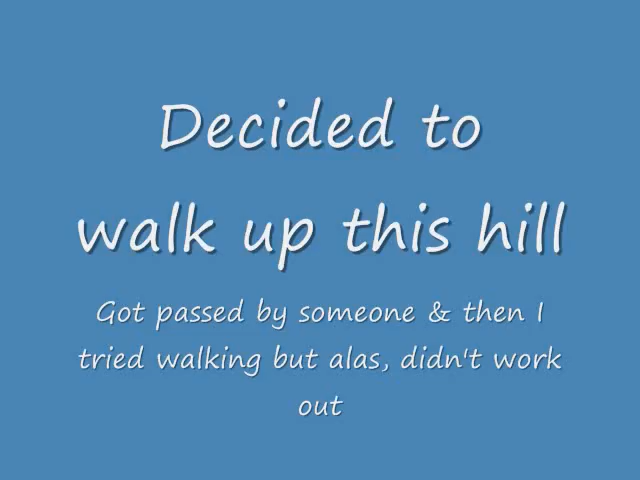 Decided to
walk up this hill
Got passed by someone & then I
tried walking but alas, didn't work
out